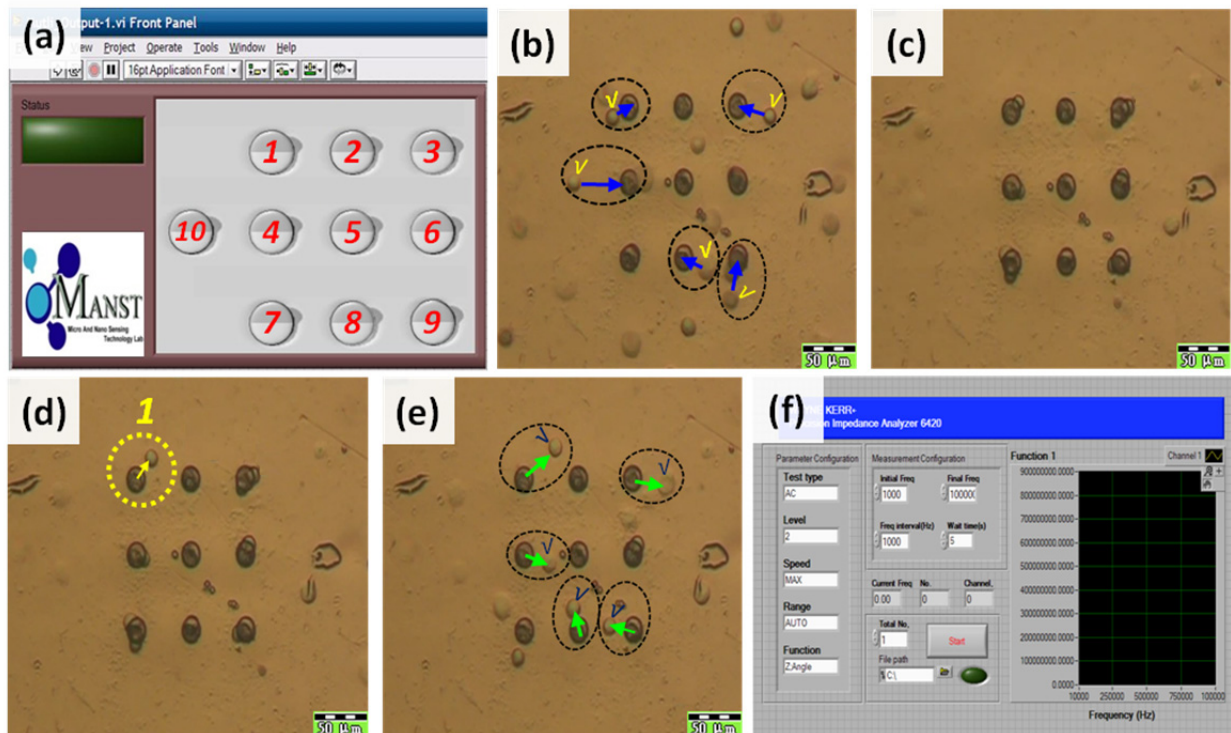 (a)
Output-1.vi Front Panel
View Project Operate Tools Window Help
16pt Application Font
Status
1 2 3
10 4 5 6
7 8 9
MANST
Micro And Nano Sensing
Technology Lab
(b)
√ √
√
√
√
50 μm
(c)
50 μm
(d)
1
50 μm
(e)
√
√
√
√ √
50 μm
(f)
KERR
Impedance Analyzer 6420
Parameter Configuration
Test type
AC
Level
2
Speed
MAX
Range
AUTO
Function
Z,Angle
Measurement Configuration
Initial Freq Final Freq
1000 10000
Freq interval(Hz) Wait time(s)
1000 5
Current Freq No. Channel.
0.00 0 0
Total No.
1
Start
File path
C:\
Function 1
Channel 1
900000000.0000
800000000.0000
700000000.0000
600000000.0000
500000000.0000
400000000.0000
300000000.0000
200000000.0000
100000000.0000
0.0000
10000 250000 500000 750000 100000
Frequency (Hz)